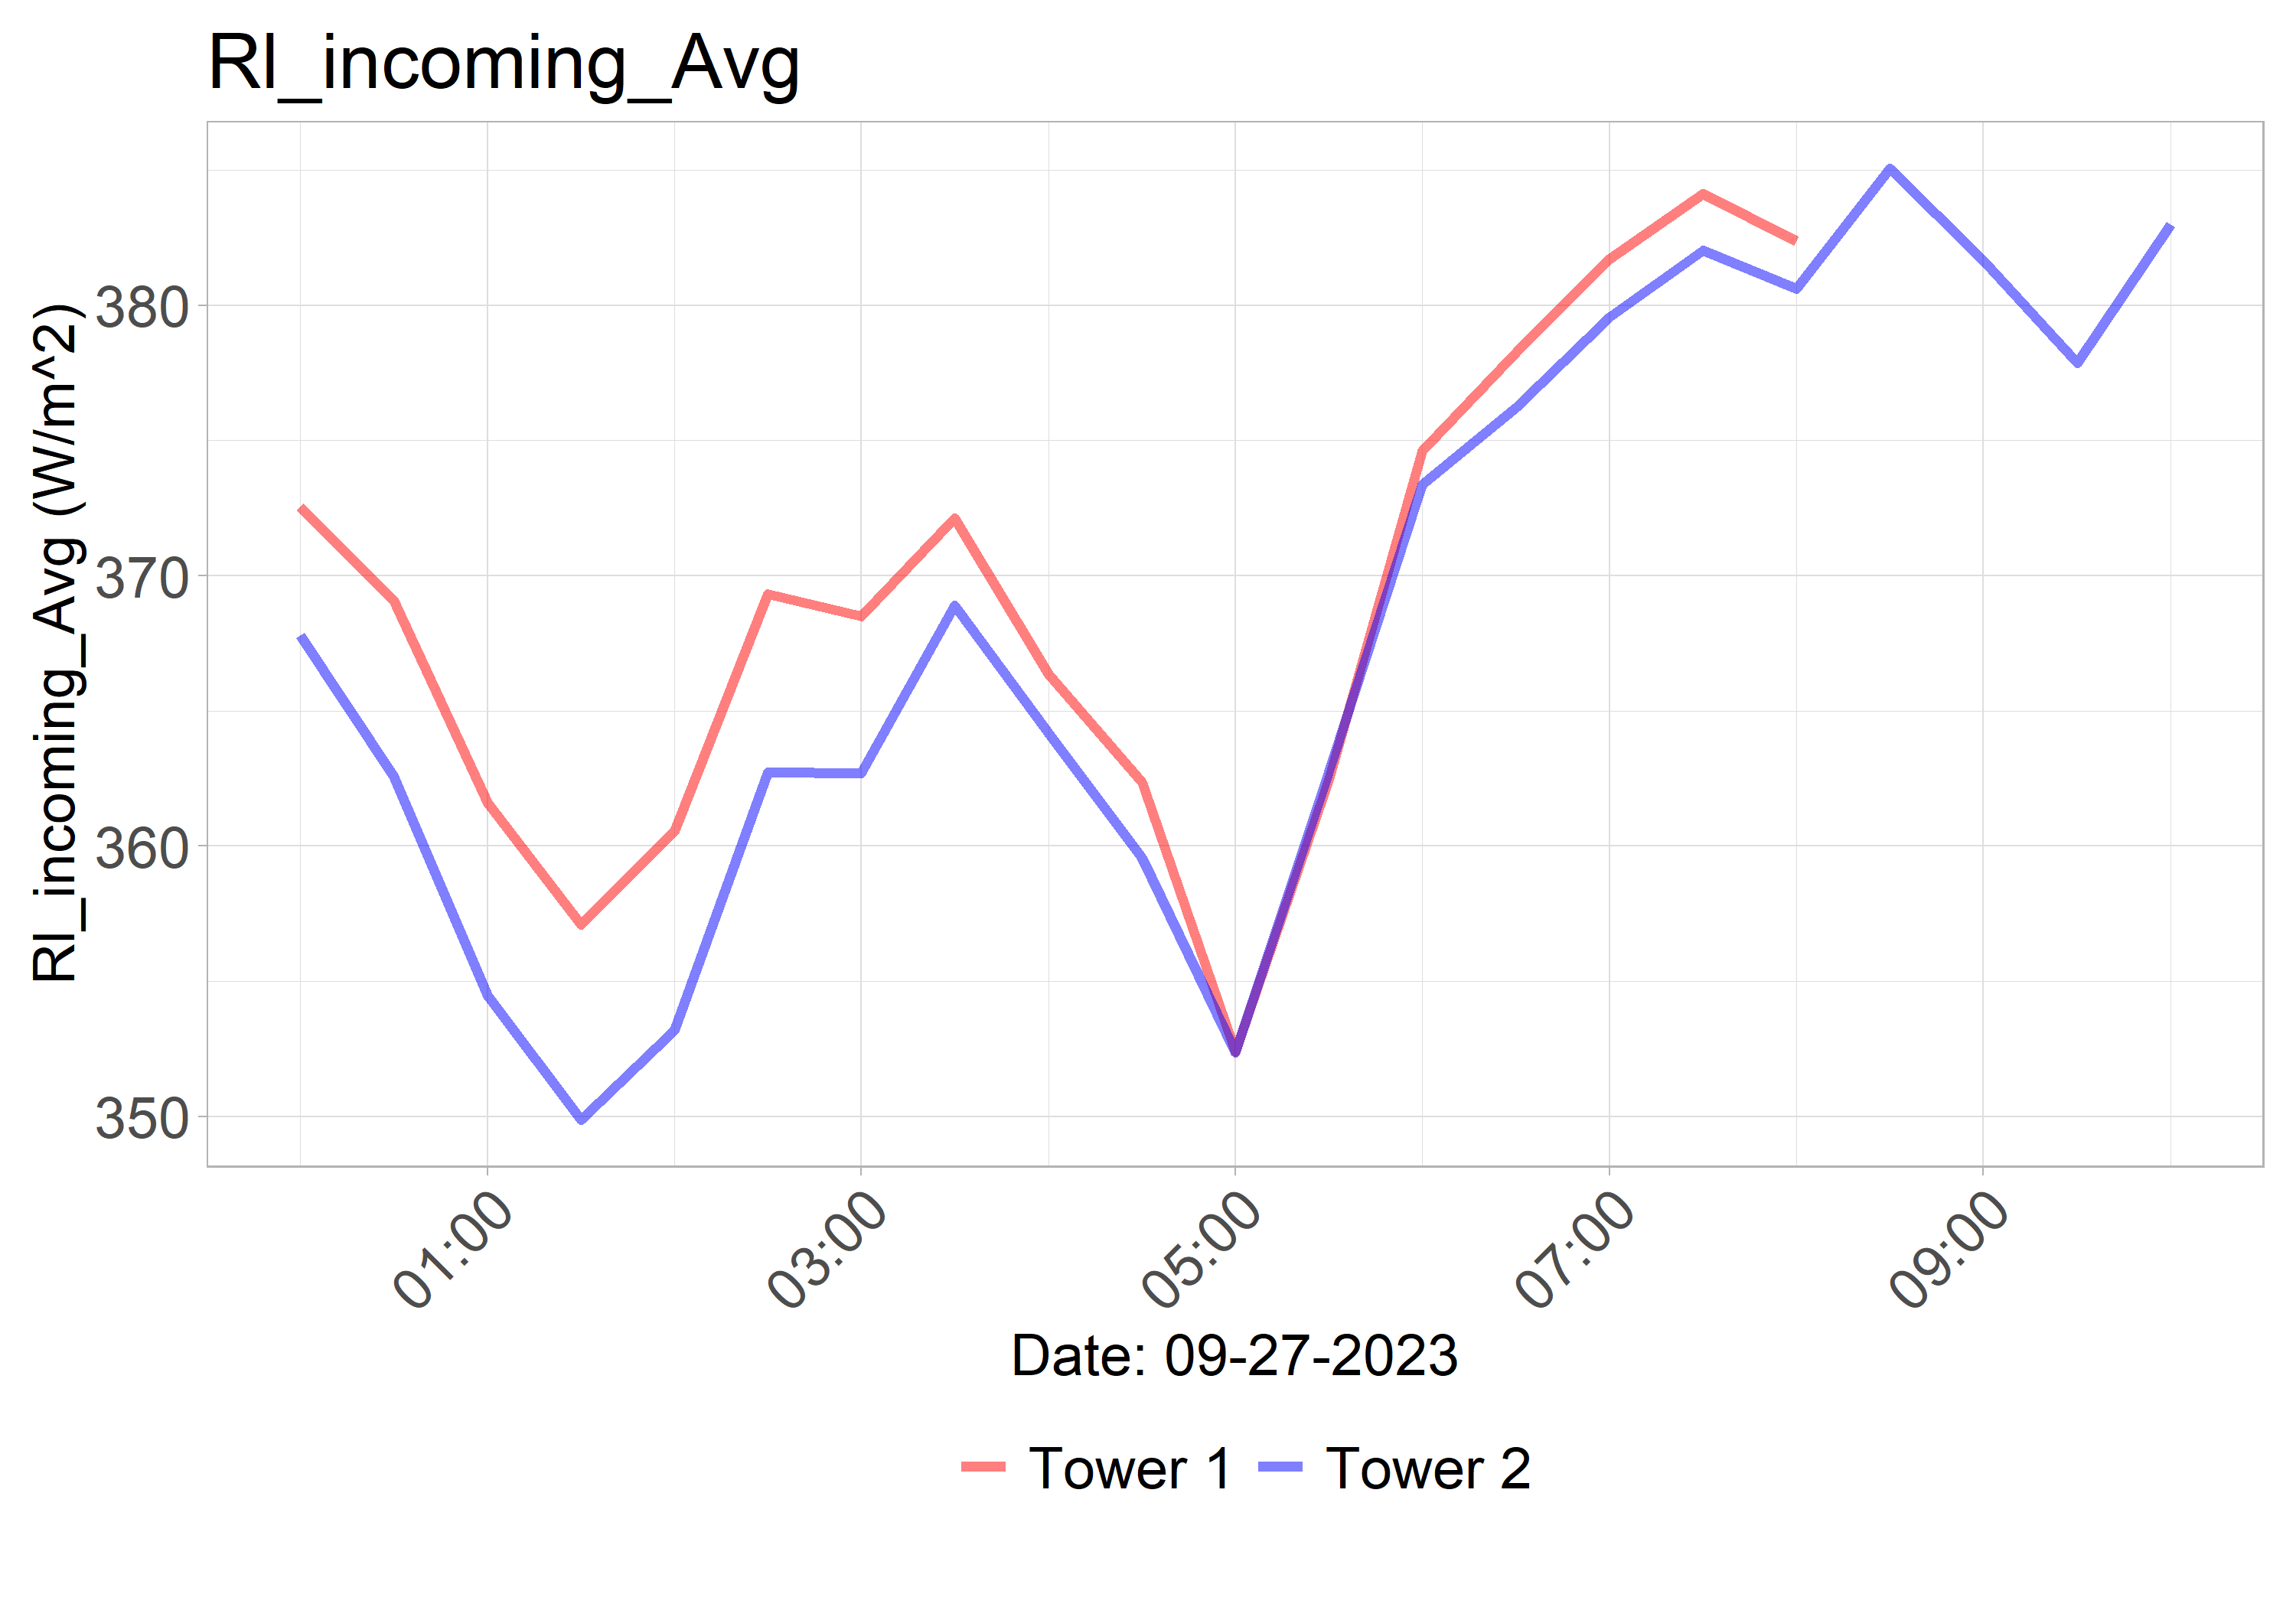 Rl_incoming_Avg
Rl_incoming_Avg (W/m^2)
380
370
360
350
01:00
03:00
05:00
07:00
09:00
Date: 09-27-2023
Tower 1
Tower 2